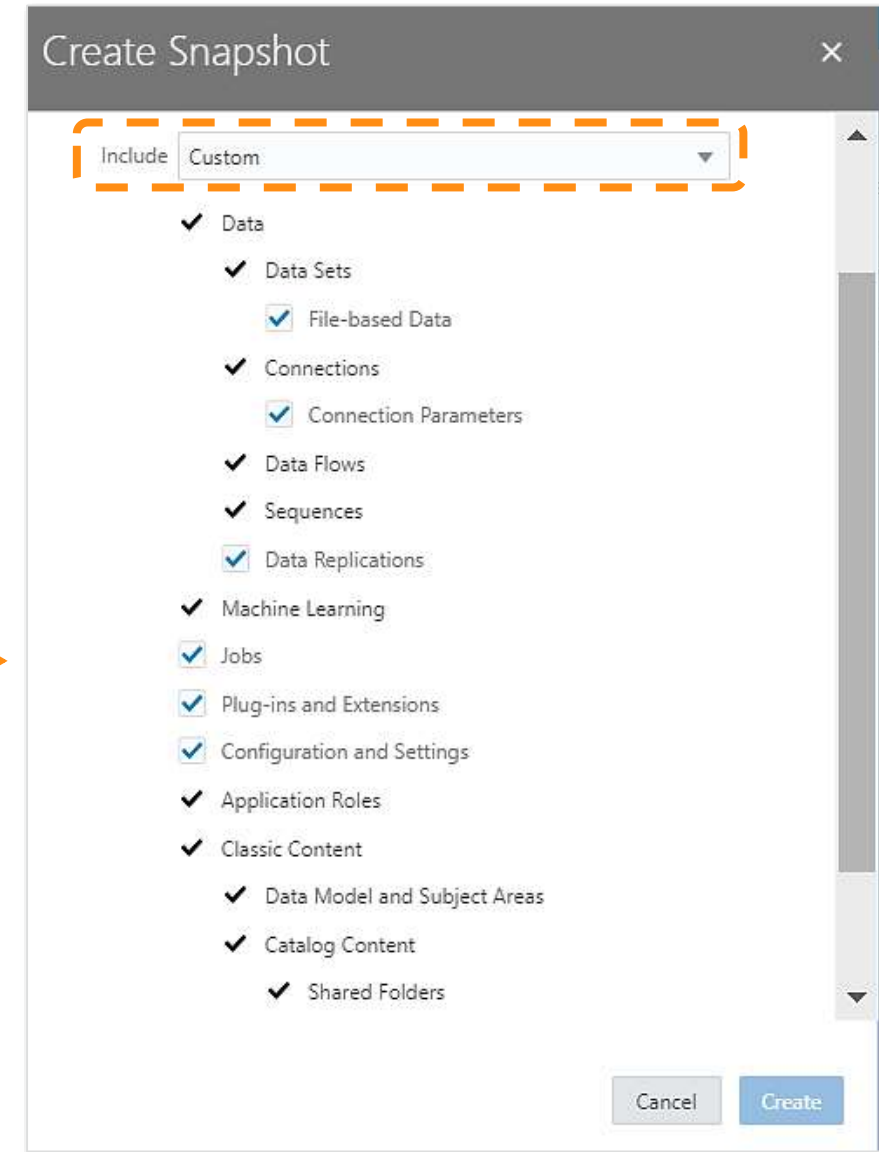 Create Snapshot
Include Custom
Data
Data Sets
File-based Data
Connections
Connection Parameters
Data Flows
Sequences
Data Replications
Machine Learning
Jobs
Plug-ins and Extensions
Configuration and Settings
Application Roles
Classic Content
Data Model and Subject Areas
Catalog Content
Shared Folders
Cancel Create